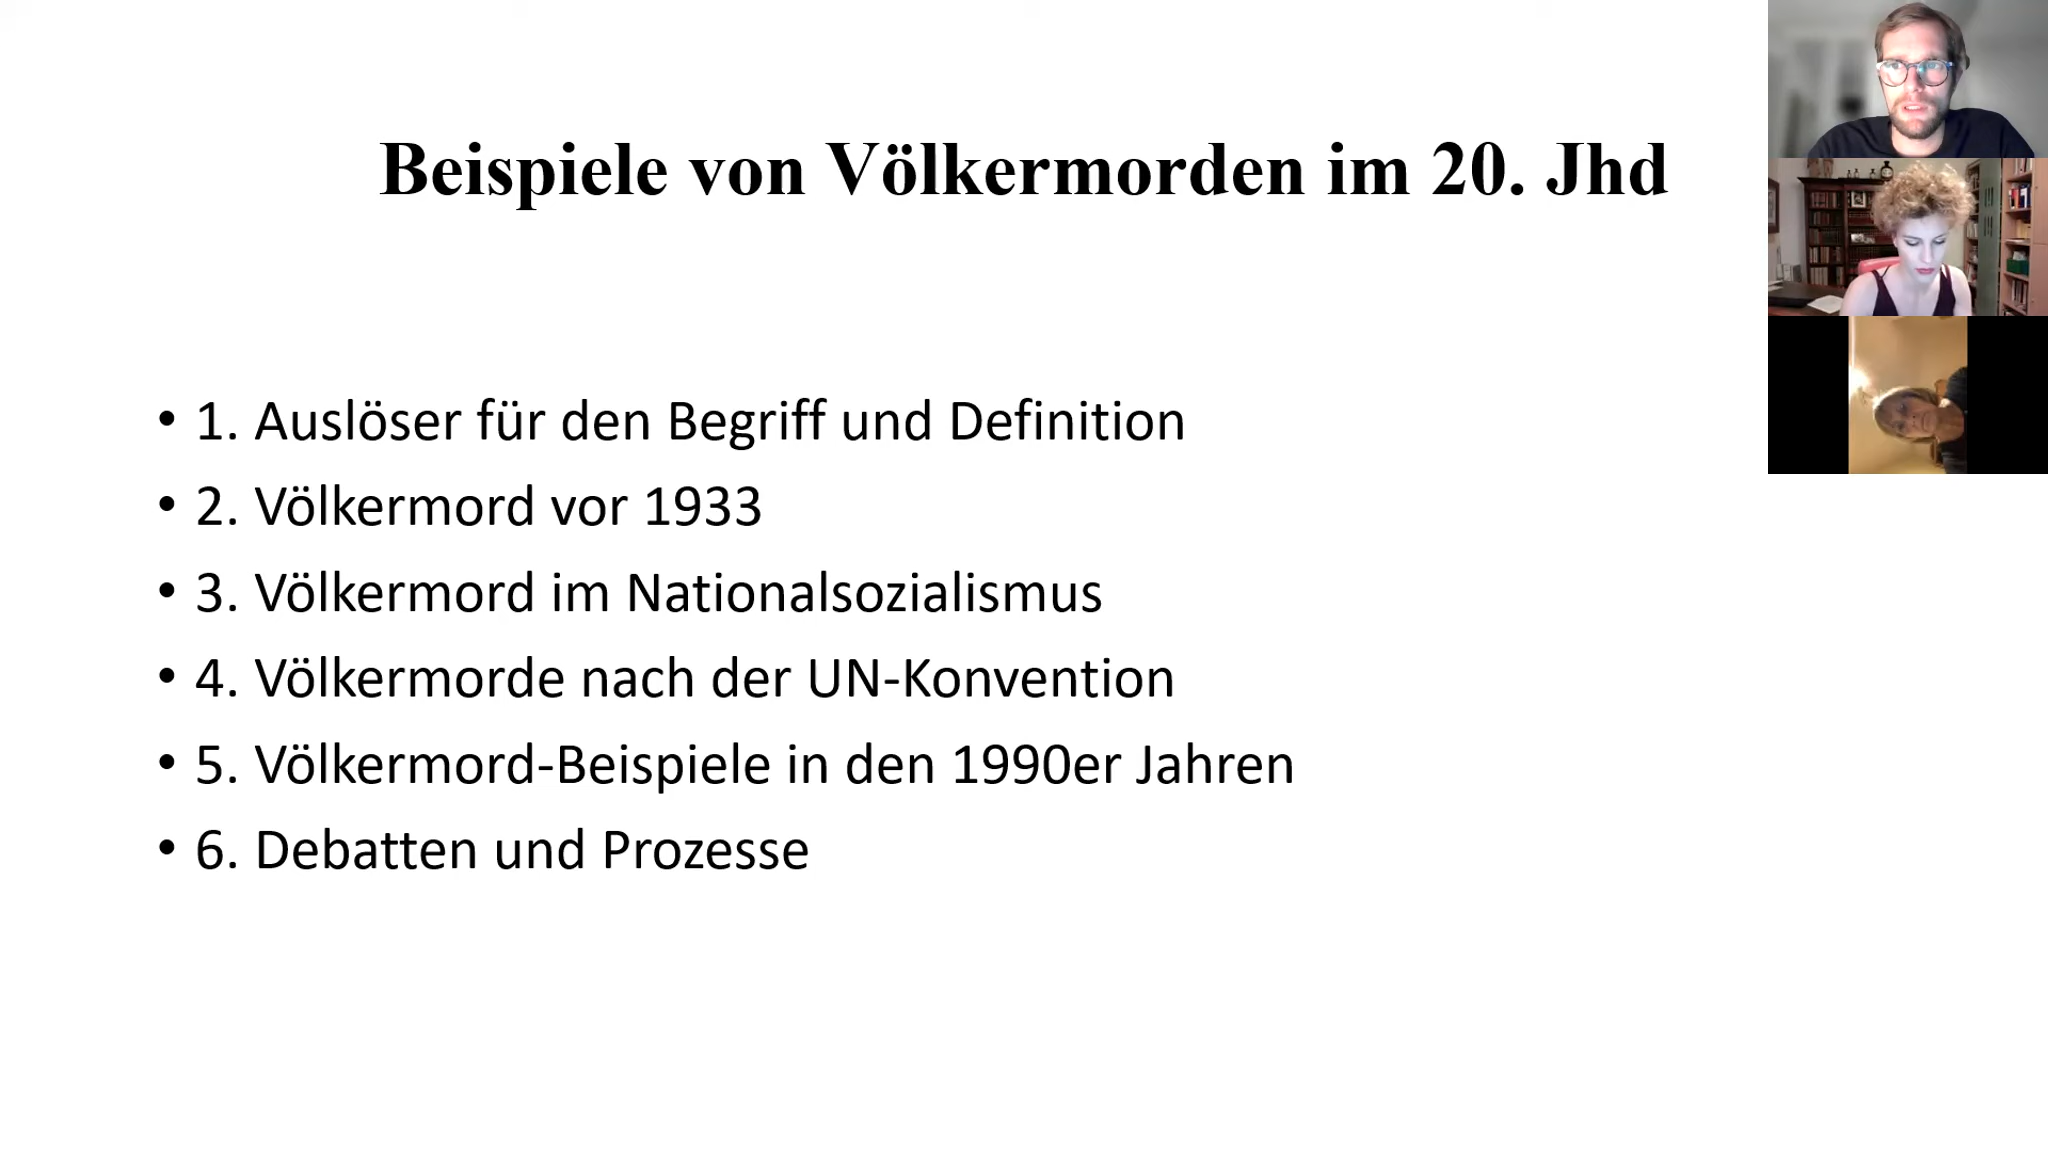 Beispiele von Völkermorden im 20. Jhd
• 1. Auslöser für den Begriff und Definition
• 2. Völkermord vor 1933
• 3. Völkermord im Nationalsozialismus
• 4. Völkermorde nach der UN-Konvention
• 5. Völkermord-Beispiele in den 1990er Jahren
• 6. Debatten und Prozesse